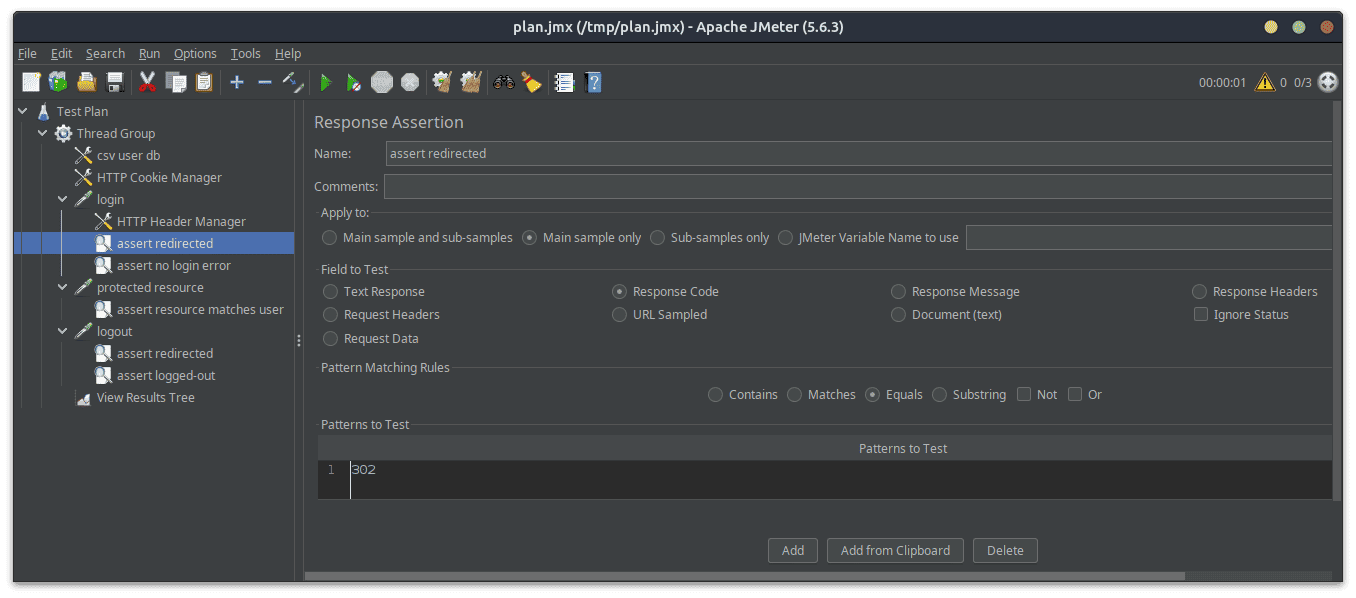 plan.jmx (/tmp/plan.jmx) - Apache JMeter (5.6.3)
File Edit Search Run Options Tools Help
00:00:01 0 0/3
Test Plan
Thread Group
csv user db
HTTP Cookie Manager
login
HTTP Header Manager
assert redirected
assert no login error
protected resource
assert resource matches user
logout
assert redirected
assert logged-out
View Results Tree
Response Assertion
Name: assert redirected
Comments:
Apply to:
Main sample and sub-samples Main sample only Sub-samples only JMeter Variable Name to use
Field to Test
Text Response Response Code Response Message Response Headers
Request Headers URL Sampled Document (text) Ignore Status
Request Data
Pattern Matching Rules
Contains Matches Equals Substring Not Or
Patterns to Test
Patterns to Test
1 302
Add Add from Clipboard Delete